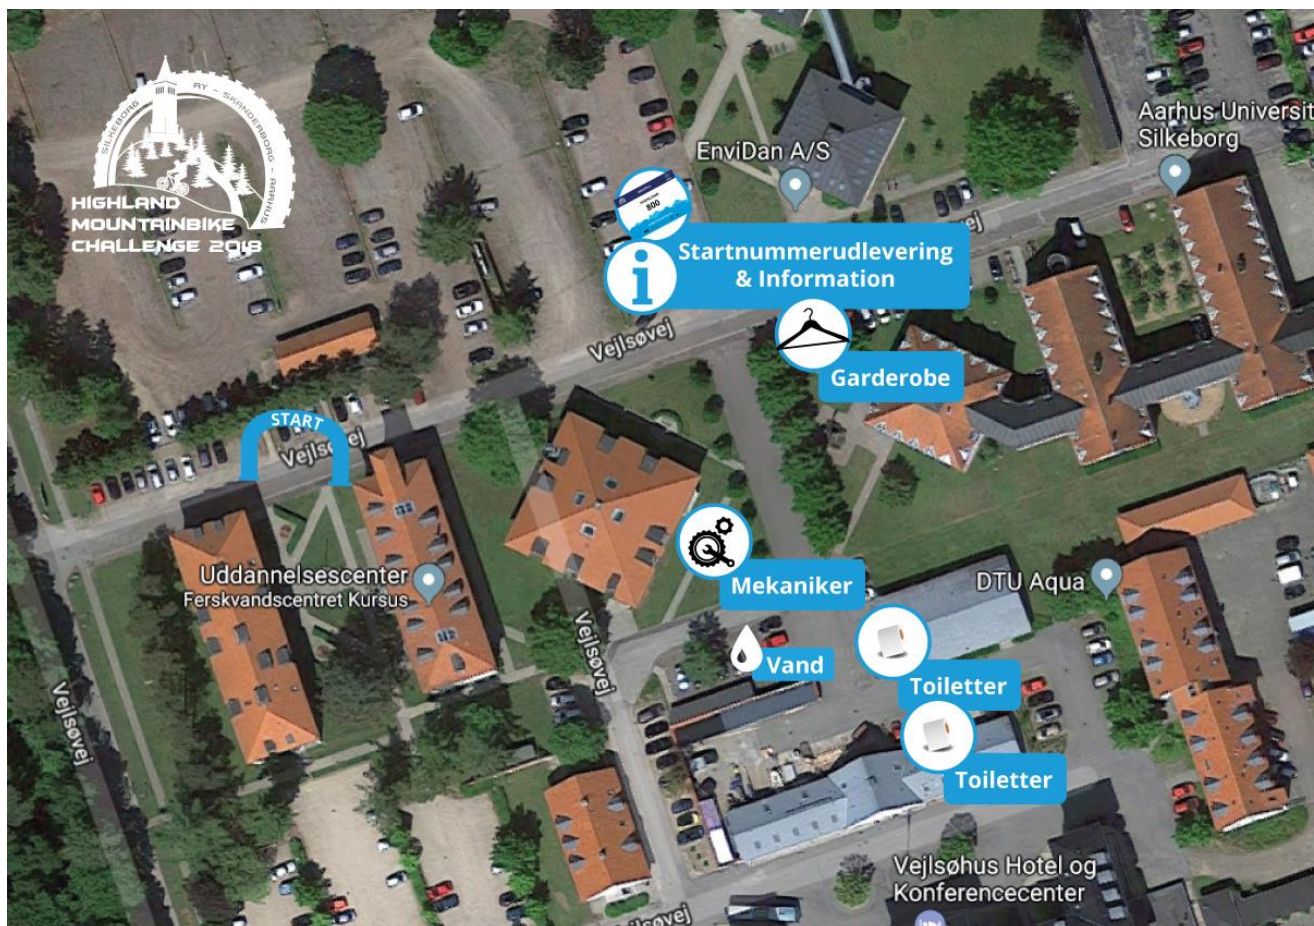 SILKEBORG - RY - SKANDERBORG - AARHUS
HIGHLAND
MOUNTAINBIKE
CHALLENGE 2018
Aarhus Universit
Silkeborg
EnviDan A/S
800
Startnummerudlevering
& Information
Vejlsøvej
Garderobe
START
Vejlsøvej
Uddannelsescenter
Ferskvandscentret Kursus
Mekaniker
DTU Aqua
Vejlsøvej
Vand
Toiletter
Vejlsøvej
Toiletter
Vejlsøhus Hotel og
Konferencecenter